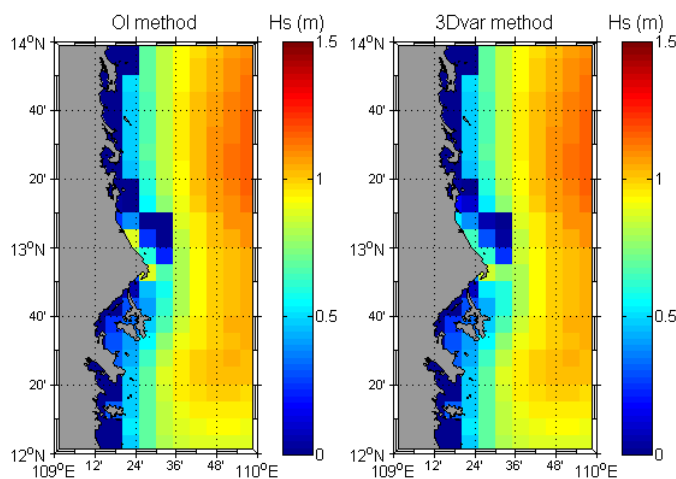 OI method Hs (m) 3Dvar method Hs (m)
14°N 1.5 14°N 1.5
40' 40'
20' 1 20' 1
13°N 13°N
40' 0.5 40' 0.5
20' 20'
12°N 0 12°N 0
109°E 12' 24' 36' 48' 110°E 109°E 12' 24' 36' 48' 110°E